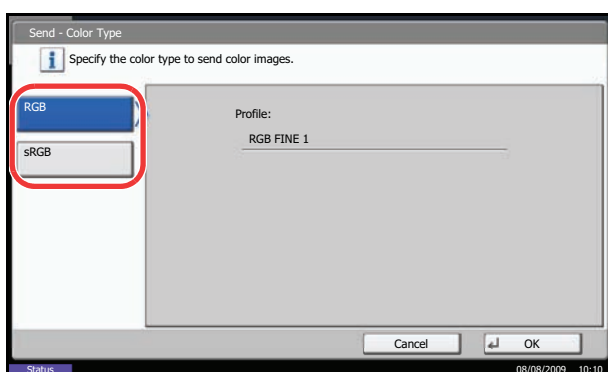 Send - Color Type
Specify the color type to send color images.
RGB
Profile:
RGB FINE 1
sRGB
Cancel
OK
Status
08/08/2009 10:10